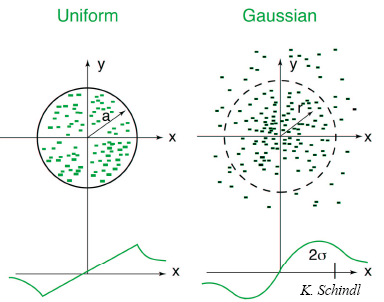 Uniform Gaussian
y y
a r
x x
2σ
x x
K. Schindl